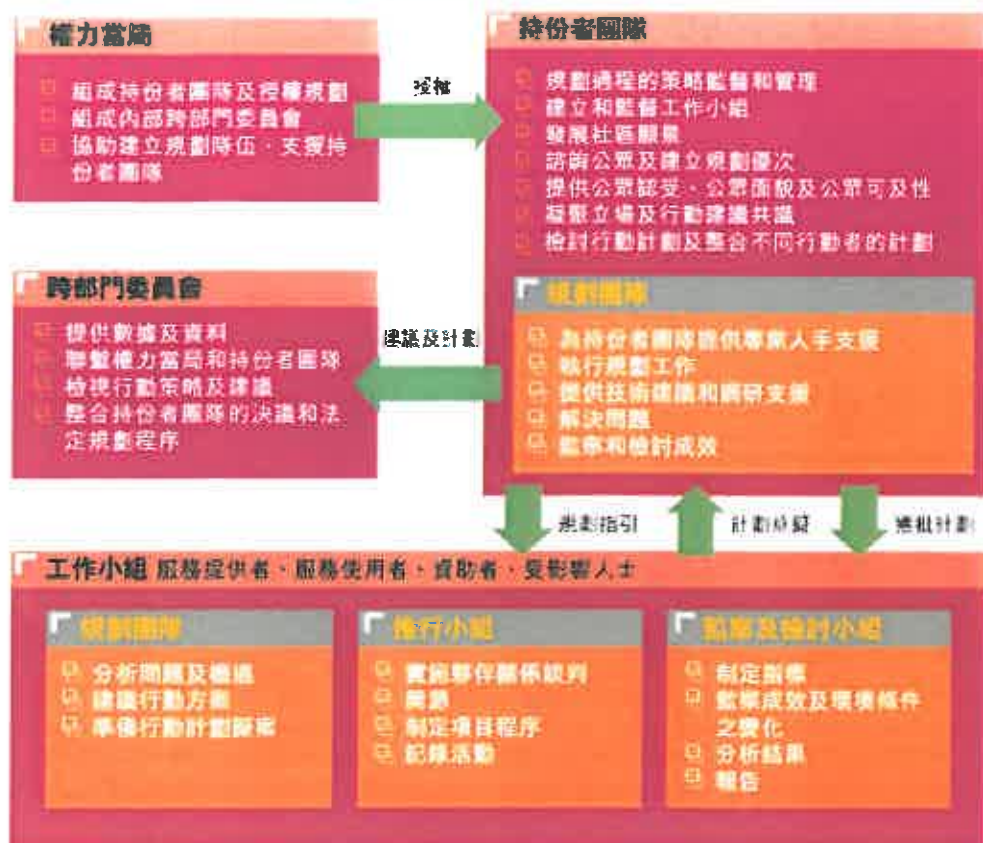 權力當局
組成持份者團隊及授權規劃
組成內部跨部門委員會
協助建立規劃隊伍、支援持
份者團隊
授權
持份者團隊
規劃過程的策略監督和管理
建立和監督工作小組
發展社區願景
諮詢公眾及建立規劃優次
提供公眾認受、公眾面貌及公眾可及性
凝聚立場及行動建議共識
檢討行動計劃及整合不同行動者的計劃
規劃團隊
為持份者團隊提供專業人手支援
執行規劃工作
提供技術建議和調研支援
解決問題
監察和檢討成效
跨部門委員會
提供數據及資料
聯繫權力當局和持份者團隊
檢視行動策略及建議
整合持份者團隊的決議和法
定規劃程序
建議及計劃
規劃指引
計劃草擬
獲批計劃
工作小組 服務提供者、服務使用者、資助者、受影響人士
規劃團隊
分析問題及機遇
建議行動方案
準備行動計劃擬案
推行小組
實施夥伴關係談判
開源
制定項目程序
記錄活動
監察及檢討小組
制定指標
監察成效及環境條件
之變化
分析結果
報告